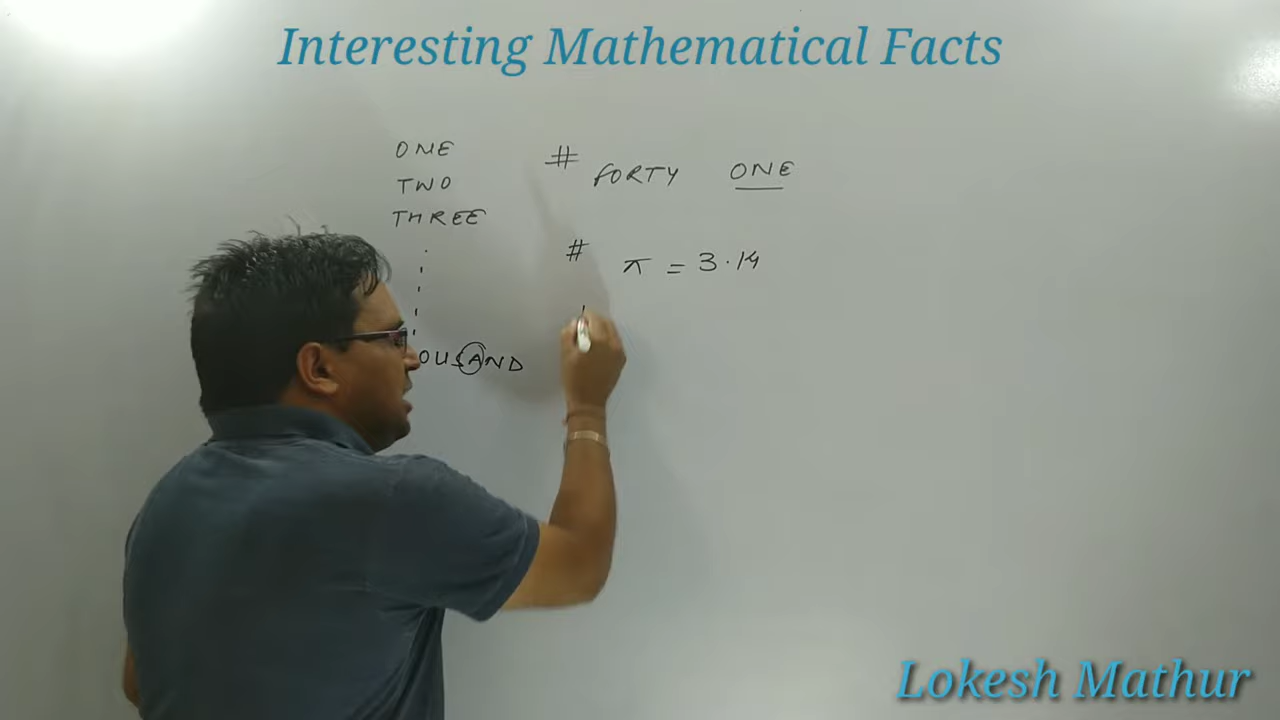 Interesting Mathematical Facts
ONE
TWO
THREE
OUSAND
# FORTY ONE
# π = 3.14
Lokesh Mathur